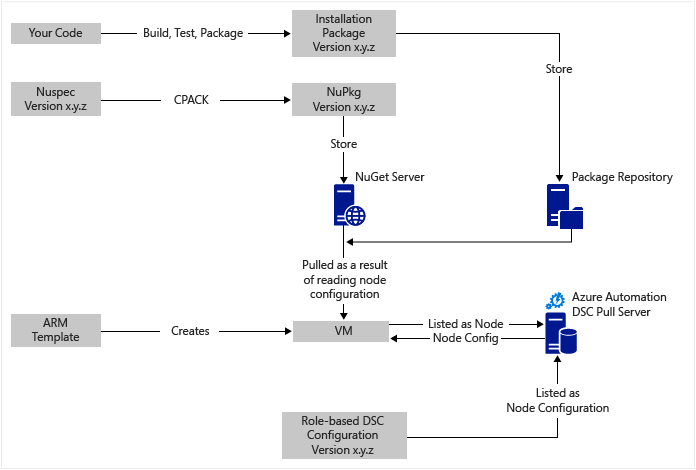 Your Code
Build, Test, Package
Installation
Package
Version x.y.z
Store
Nuspec
Version x.y.z
CPACK
NuPkg
Version x.y.z
Store
NuGet Server
Package Repository
Pulled as a result
of reading node
configuration
Azure Automation
DSC Pull Server
ARM
Template
Creates
VM
Listed as Node
Node Config
Listed as
Node Configuration
Role-based DSC
Configuration
Version x.y.z